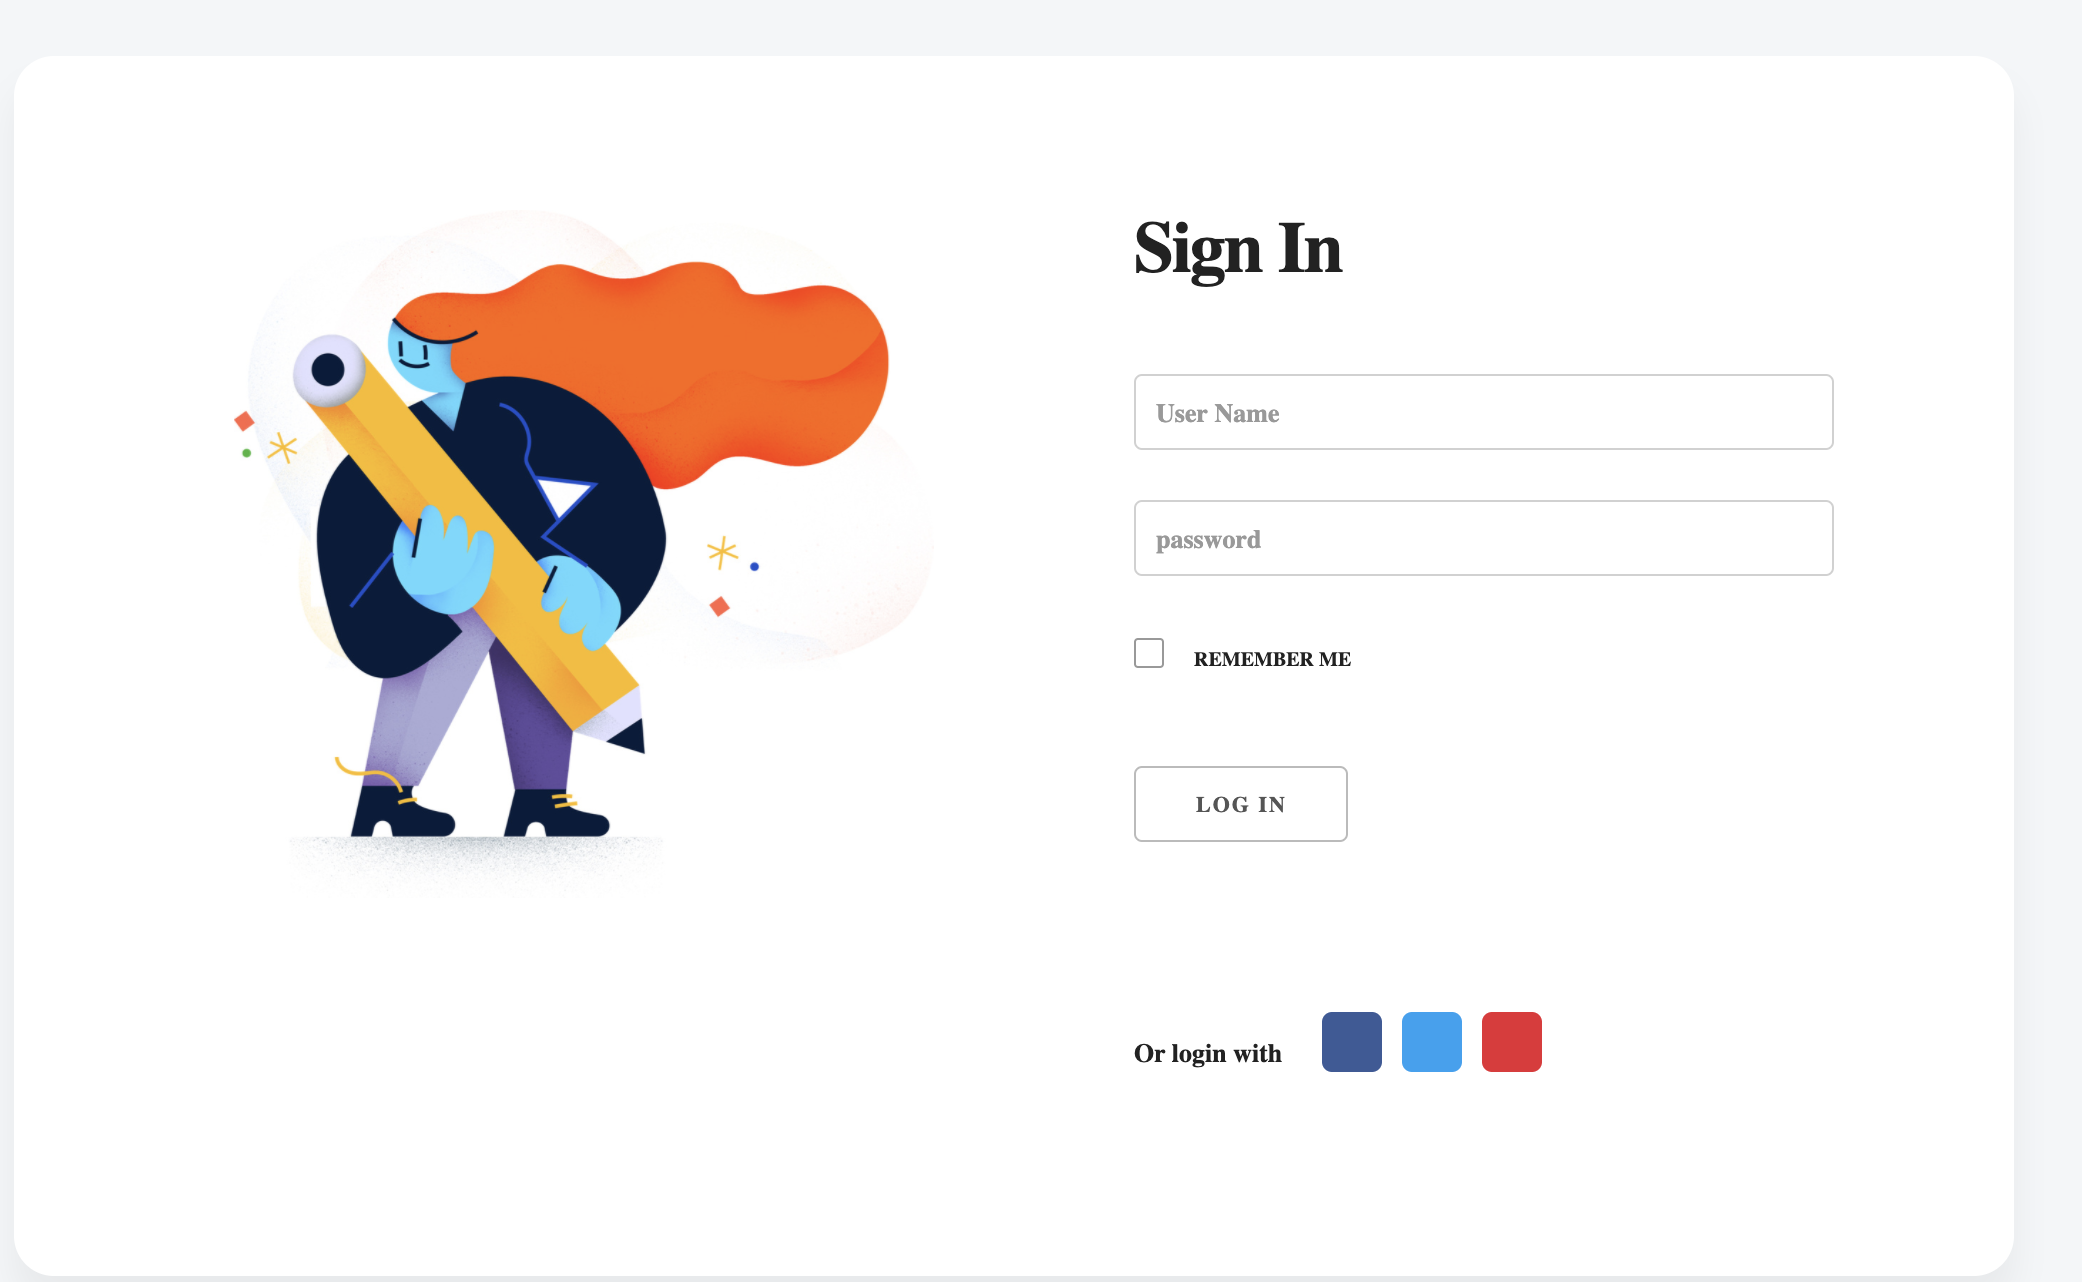 Sign In
User Name
password
REMEMBER ME
LOG IN
Or login with